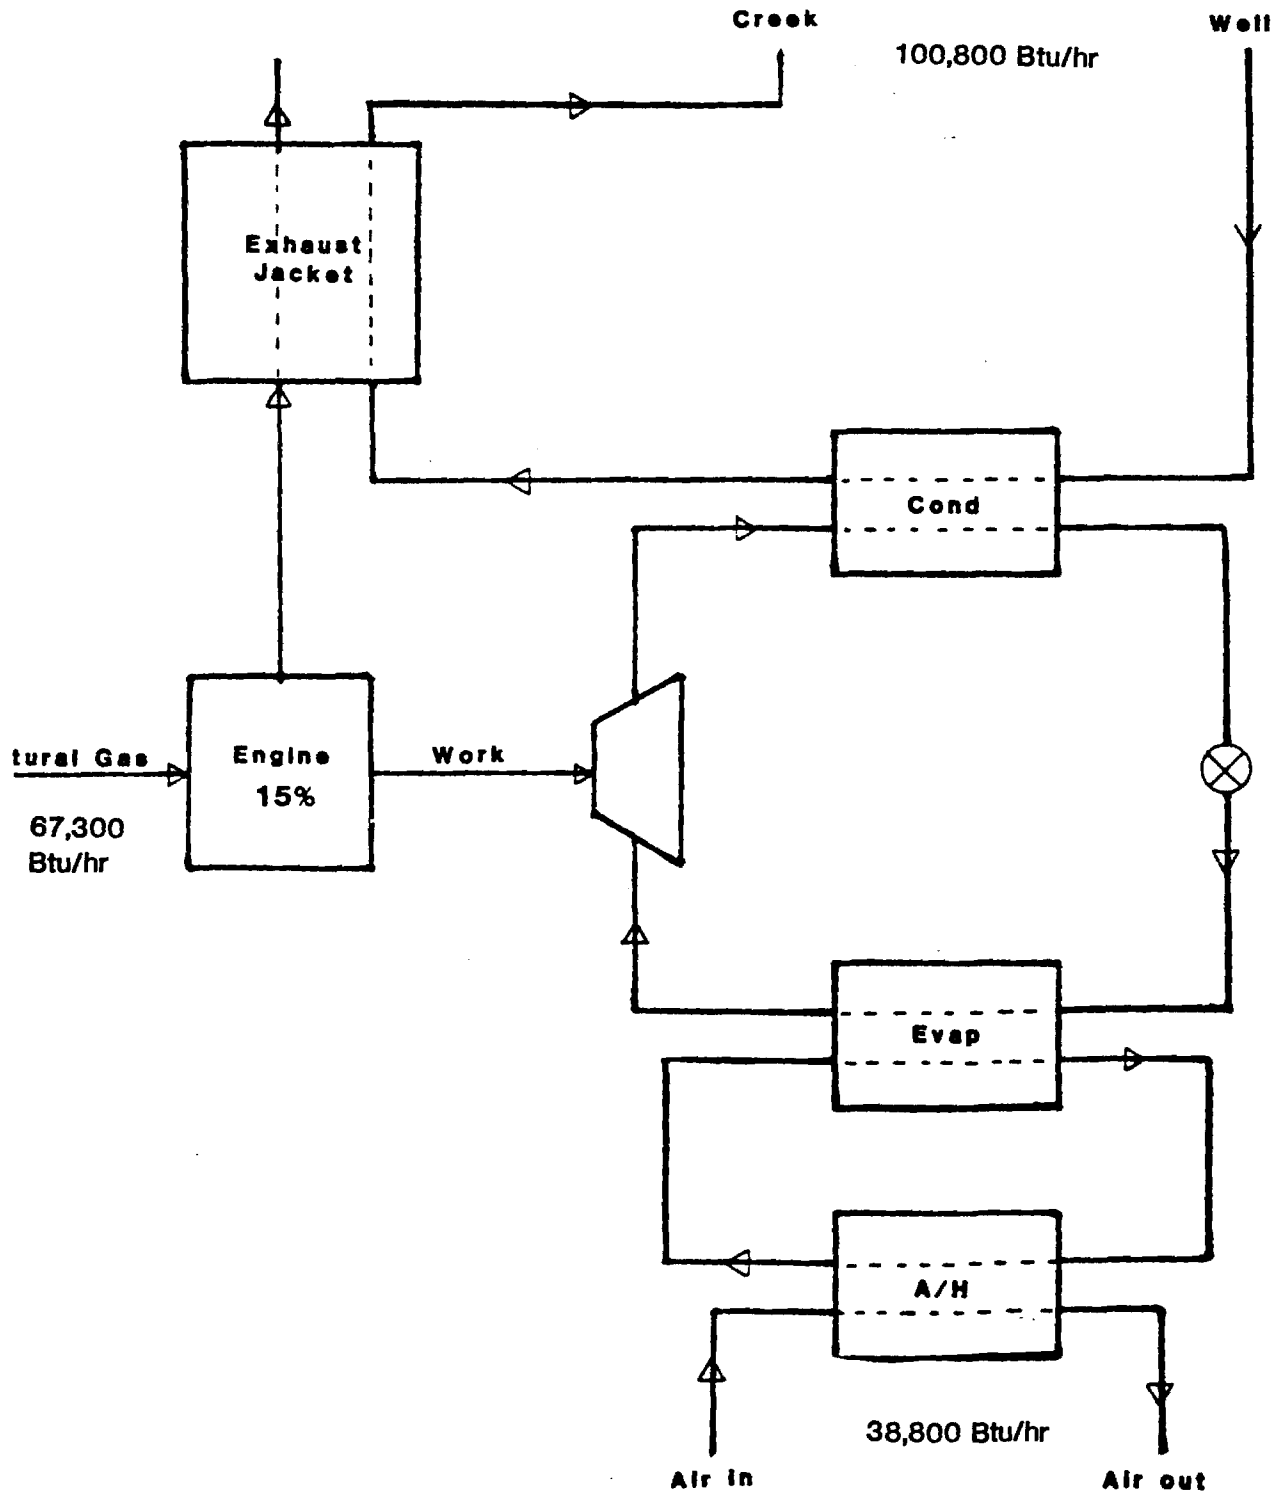 Creek
Well
100,800 Btu/hr
Exhaust
Jacket
Cond
tural Gas
Engine
15%
Work
67,300
Btu/hr
Evap
A/H
38,800 Btu/hr
Air in
Air out